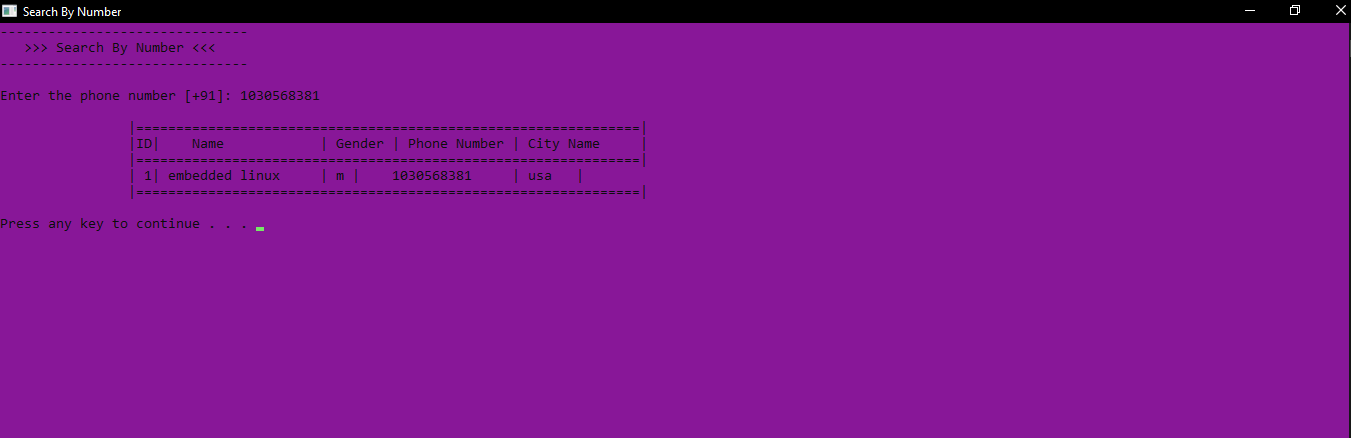 Search By Number
-------------------------------
   >>> Search By Number <<<
-------------------------------
Enter the phone number [+91]: 1030568381
                |===============================================================|
                |ID|    Name            | Gender | Phone Number | City Name     |
                |===============================================================|
                | 1| embedded linux     | m |    1030568381     | usa   |
                |===============================================================|
Press any key to continue . . .